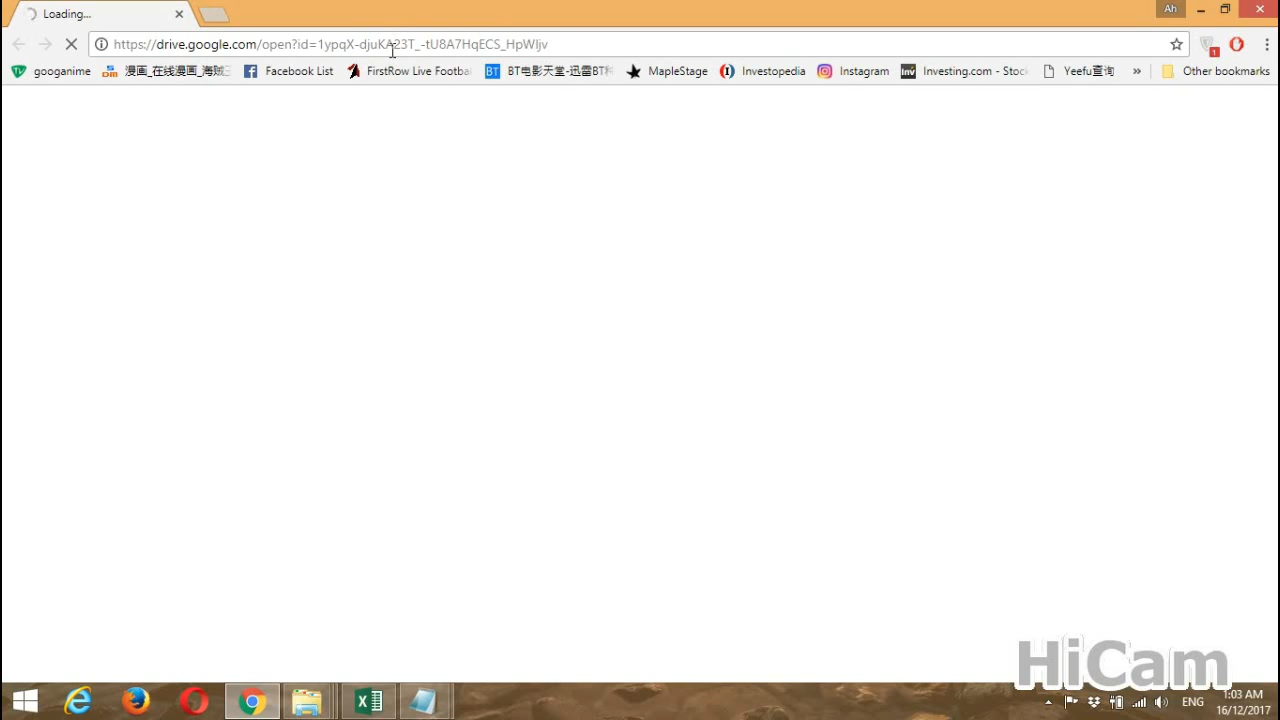 Loading...
Ah
https://drive.google.com/open?id=1ypqX-djuKA23T_-tU8A7HqECS_HpWIjv
1
googanime
漫画_在线漫画_海贼王
Facebook List
FirstRow Live Footba
BT电影天堂-迅雷BT
MapleStage
Investopedia
Instagram
Investing.com - Stoc
Yeefu查询
»
Other bookmarks
HiCam
ENG
1:03 AM
16/12/2017